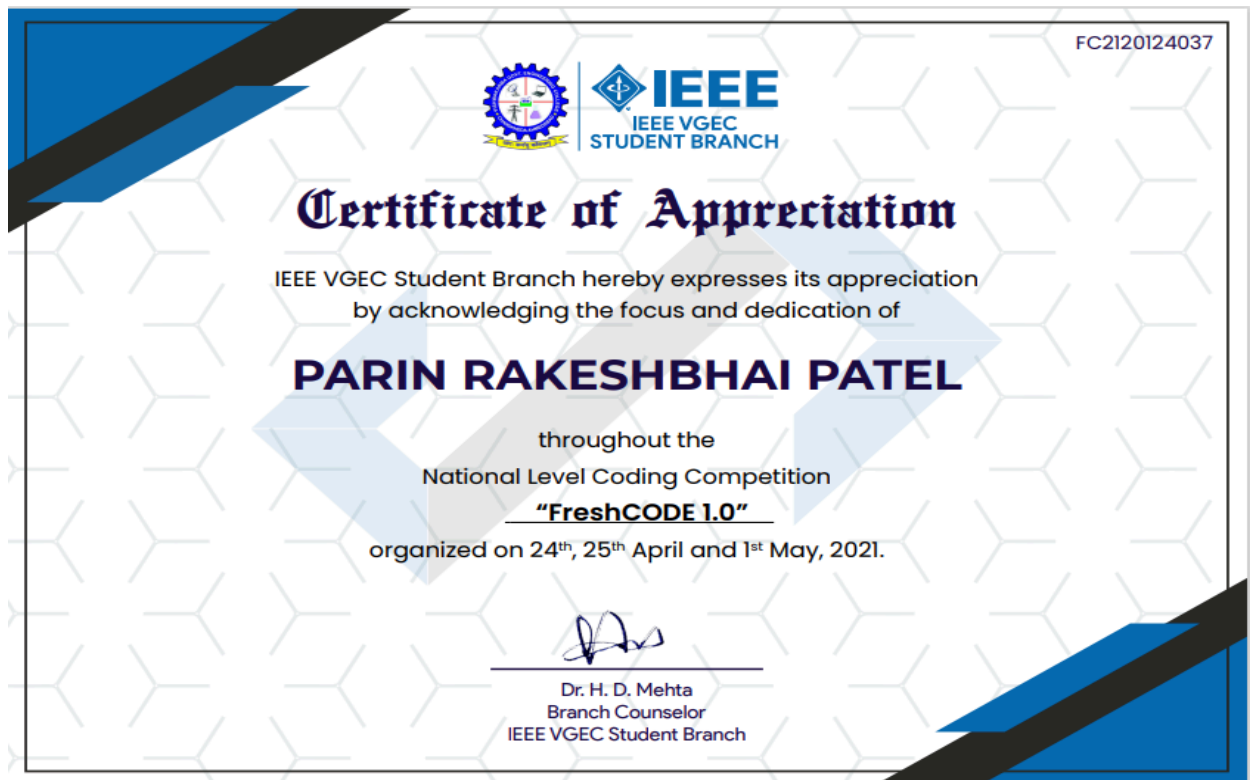 FC2120124037
IEEE
IEEE VGEC
STUDENT BRANCH
Certificate of Appreciation
IEEE VGEC Student Branch hereby expresses its appreciation
by acknowledging the focus and dedication of
PARIN RAKESHBHAI PATEL
throughout the
National Level Coding Competition
“FreshCODE 1.0”
organized on 24th, 25th April and 1st May, 2021.
Dr. H. D. Mehta
Branch Counselor
IEEE VGEC Student Branch